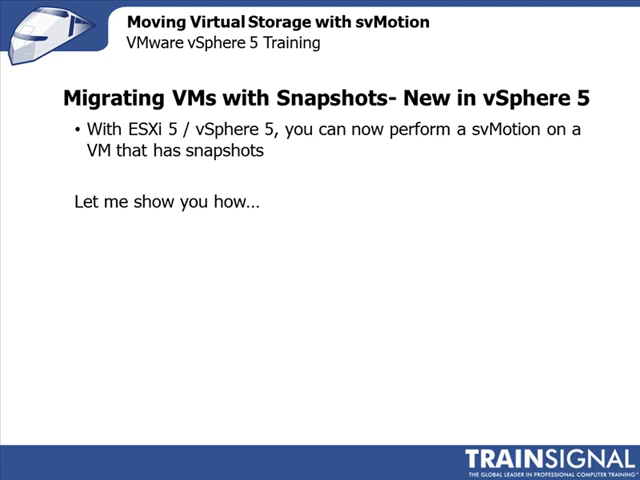 Moving Virtual Storage with svMotion
VMware vSphere 5 Training
Migrating VMs with Snapshots- New in vSphere 5
• With ESXi 5 / vSphere 5, you can now perform a svMotion on a
VM that has snapshots
Let me show you how...
TRAINSIGNAL
THE GLOBAL LEADER IN PROFESSIONAL COMPUTER TRAINING™